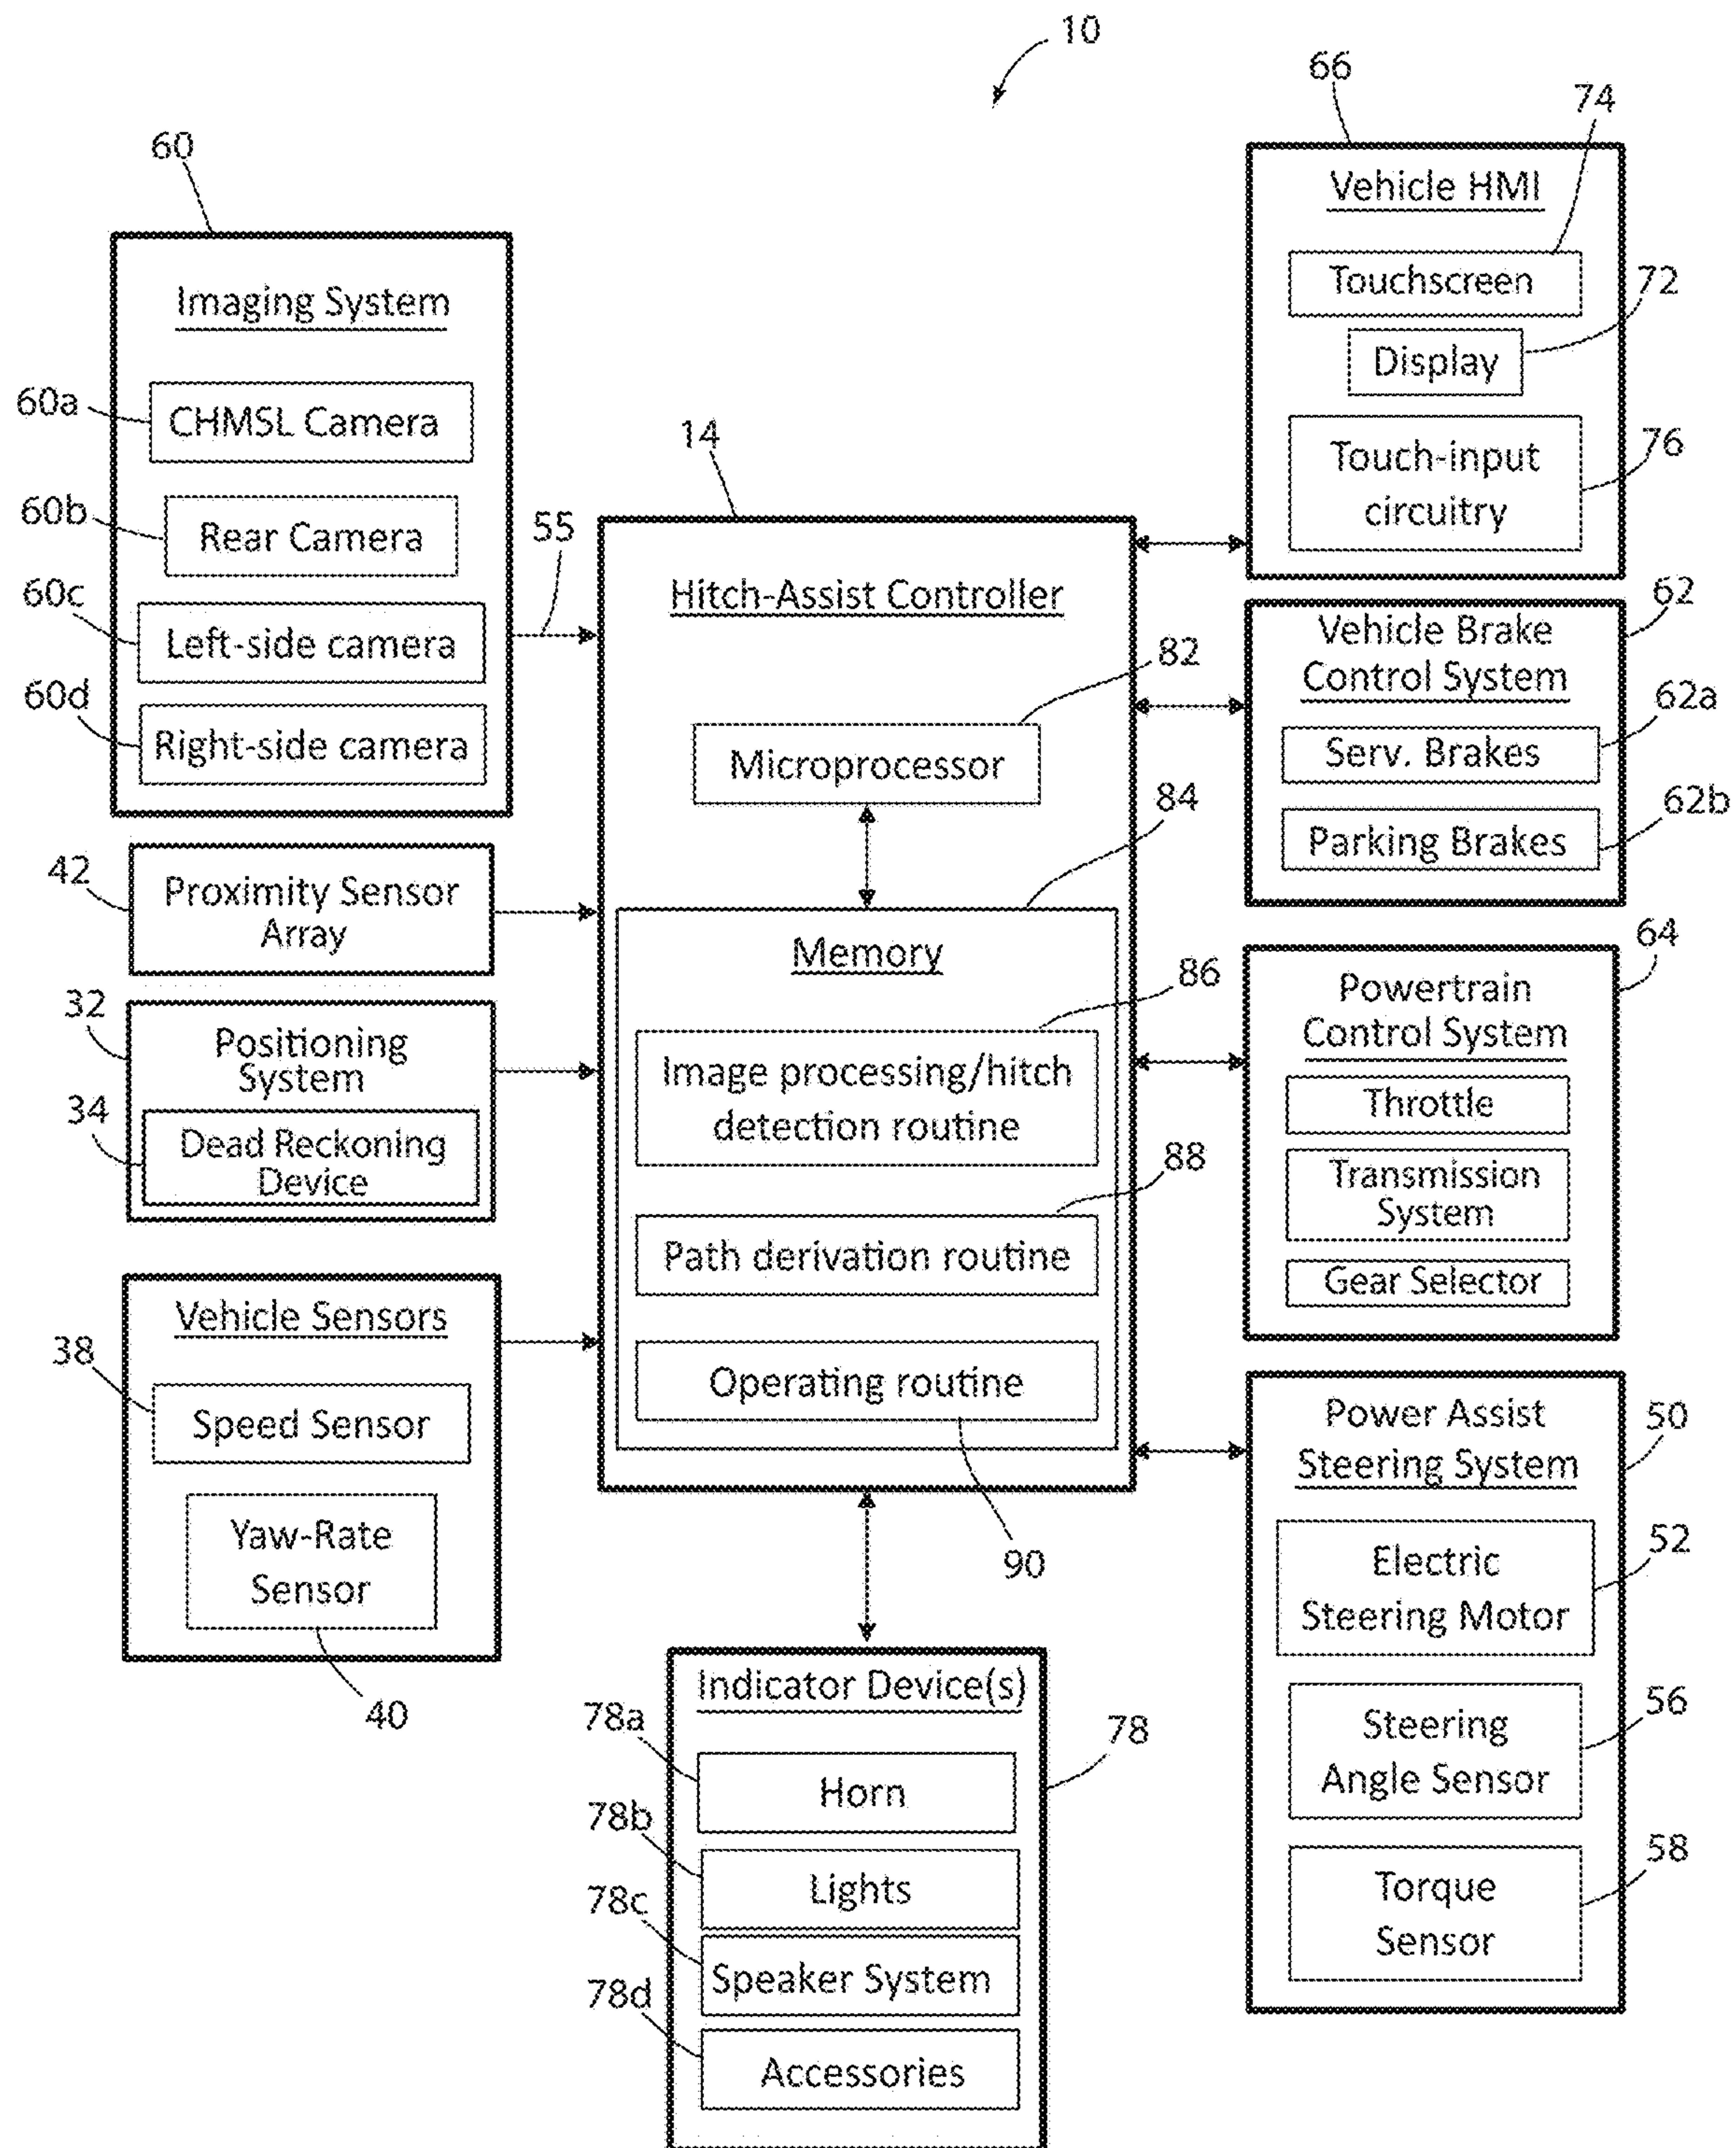 10
60
Imaging System
60a
CHMSL Camera
60b
Rear Camera
60c
Left-side camera
60d
Right-side camera
55
42
Proximity Sensor
Array
32
Positioning
System
34
Dead Reckoning
Device
Vehicle Sensors
38
Speed Sensor
Yaw-Rate
Sensor
40
14
Hitch-Assist Controller
82
Microprocessor
84
Memory
86
Image processing/hitch
detection routine
88
Path derivation routine
Operating routine
90
Indicator Device(s)
78
78a
Horn
78b
Lights
78c
Speaker System
78d
Accessories
66
74
Vehicle HMI
Touchscreen
72
Display
76
Touch-input
circuitry
62
Vehicle Brake
Control System
62a
Serv. Brakes
62b
Parking Brakes
64
Powertrain
Control System
Throttle
Transmission
System
Gear Selector
50
Power Assist
Steering System
52
Electric
Steering Motor
56
Steering
Angle Sensor
58
Torque
Sensor